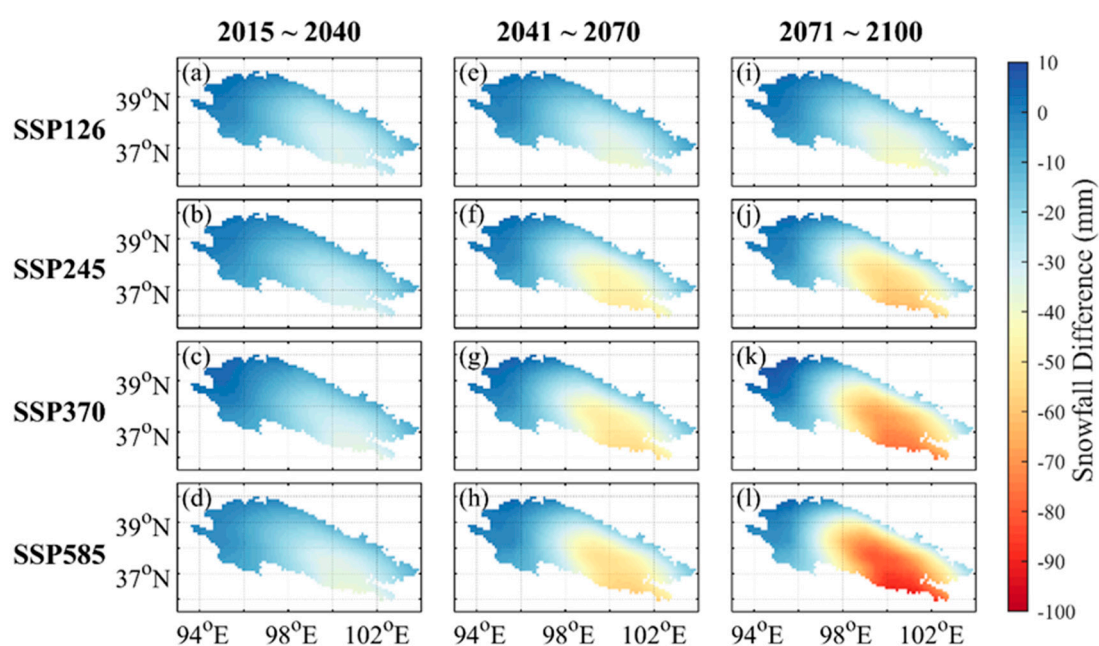 2015 ~ 2040 2041 ~ 2070 2071 ~ 2100
SSP126
(a) (e) (i)
39°N
37°N
SSP245
(b) (f) (j)
39°N
37°N
SSP370
(c) (g) (k)
39°N
37°N
SSP585
(d) (h) (l)
39°N
37°N
94°E 98°E 102°E 94°E 98°E 102°E 94°E 98°E 102°E
10
0
-10
-20
-30
-40
-50
-60
-70
-80
-90
-100
Snowfall Difference (mm)